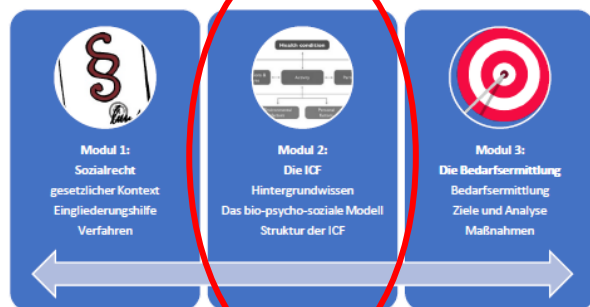 §
Modul 1:
Sozialrecht
gesetzlicher Kontext
Eingliederungshilfe
Verfahren
Health condition
Activity
Modul 2:
Die ICF
Hintergrundwissen
Das bio-psycho-soziale Modell
Struktur der ICF
Modul 3:
Die Bedarfsermittlung
Bedarfsermittlung
Ziele und Analyse
Maßnahmen